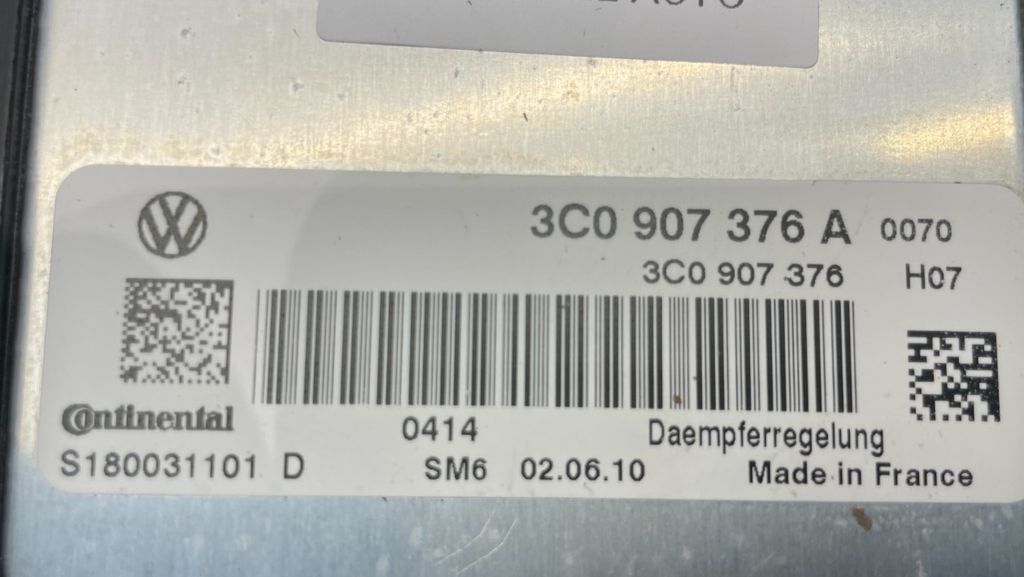 3C0 907 376 A 0070
3C0 907 376 H07
Continental
0414 Daempferregelung
S180031101 D SM6 02.06.10 Made in France